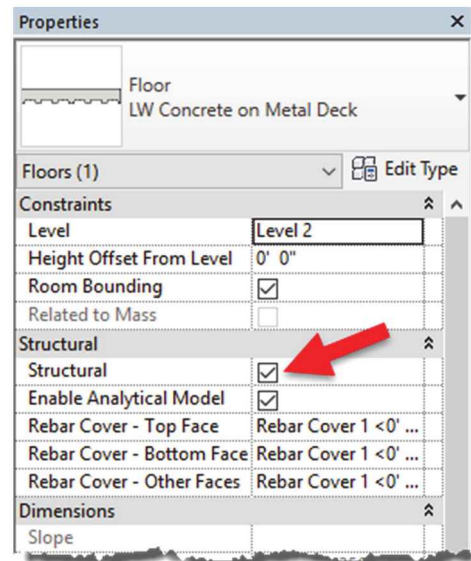 Properties
Floor
LW Concrete on Metal Deck
Floors (1) Edit Type
Constraints
Level Level 2
Height Offset From Level 0' 0"
Room Bounding
Related to Mass
Structural
Structural
Enable Analytical Model
Rebar Cover - Top Face Rebar Cover 1 <0' ...
Rebar Cover - Bottom Face Rebar Cover 1 <0' ...
Rebar Cover - Other Faces Rebar Cover 1 <0' ...
Dimensions
Slope